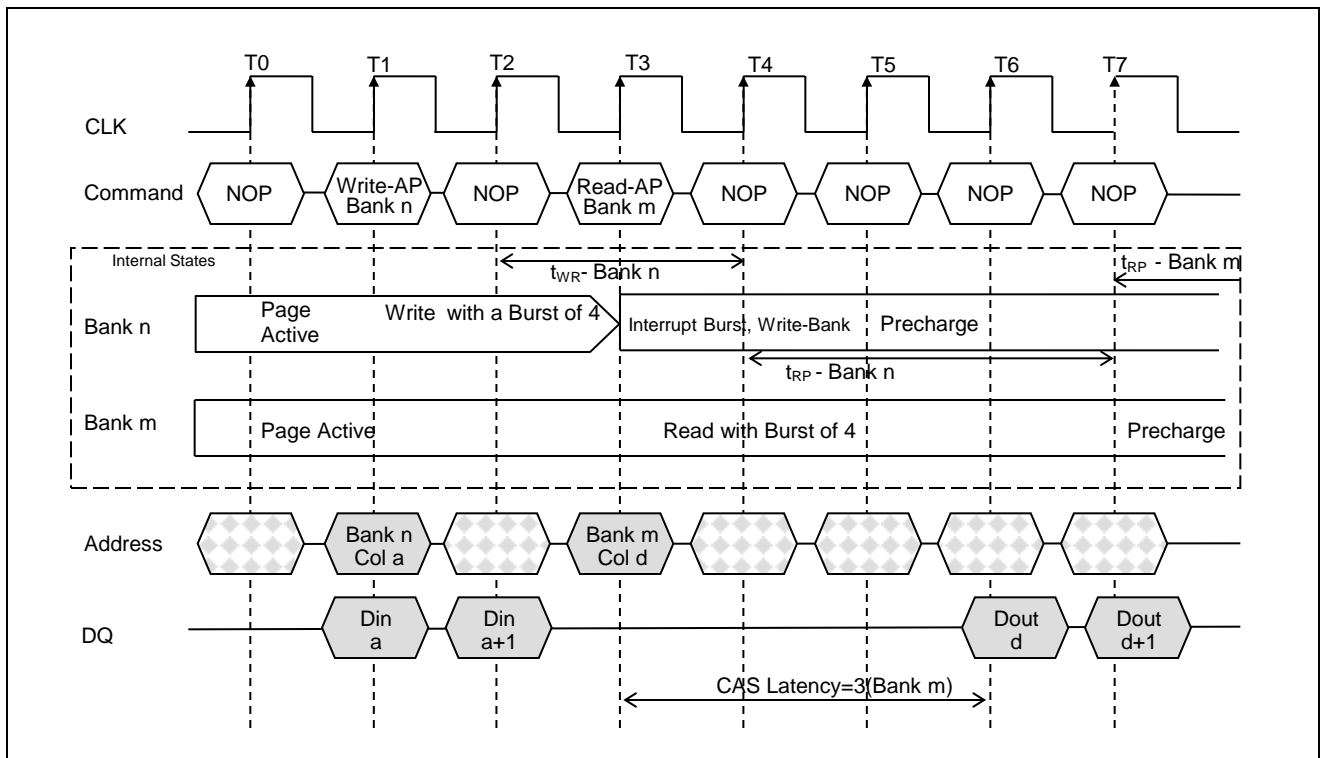 T0 T1 T2 T3 T4 T5 T6 T7
CLK
Command NOP Write-AP Bank n NOP Read-AP Bank m NOP NOP NOP NOP
Internal States
tWR- Bank n
tRP - Bank m
Bank n
Page Active
Write with a Burst of 4
Interrupt Burst, Write-Bank
Precharge
tRP - Bank n
Bank m
Page Active
Read with Burst of 4
Precharge
Address Bank n Col a Bank m Col d
DQ Din a Din a+1 Dout d Dout d+1
CAS Latency=3(Bank m)